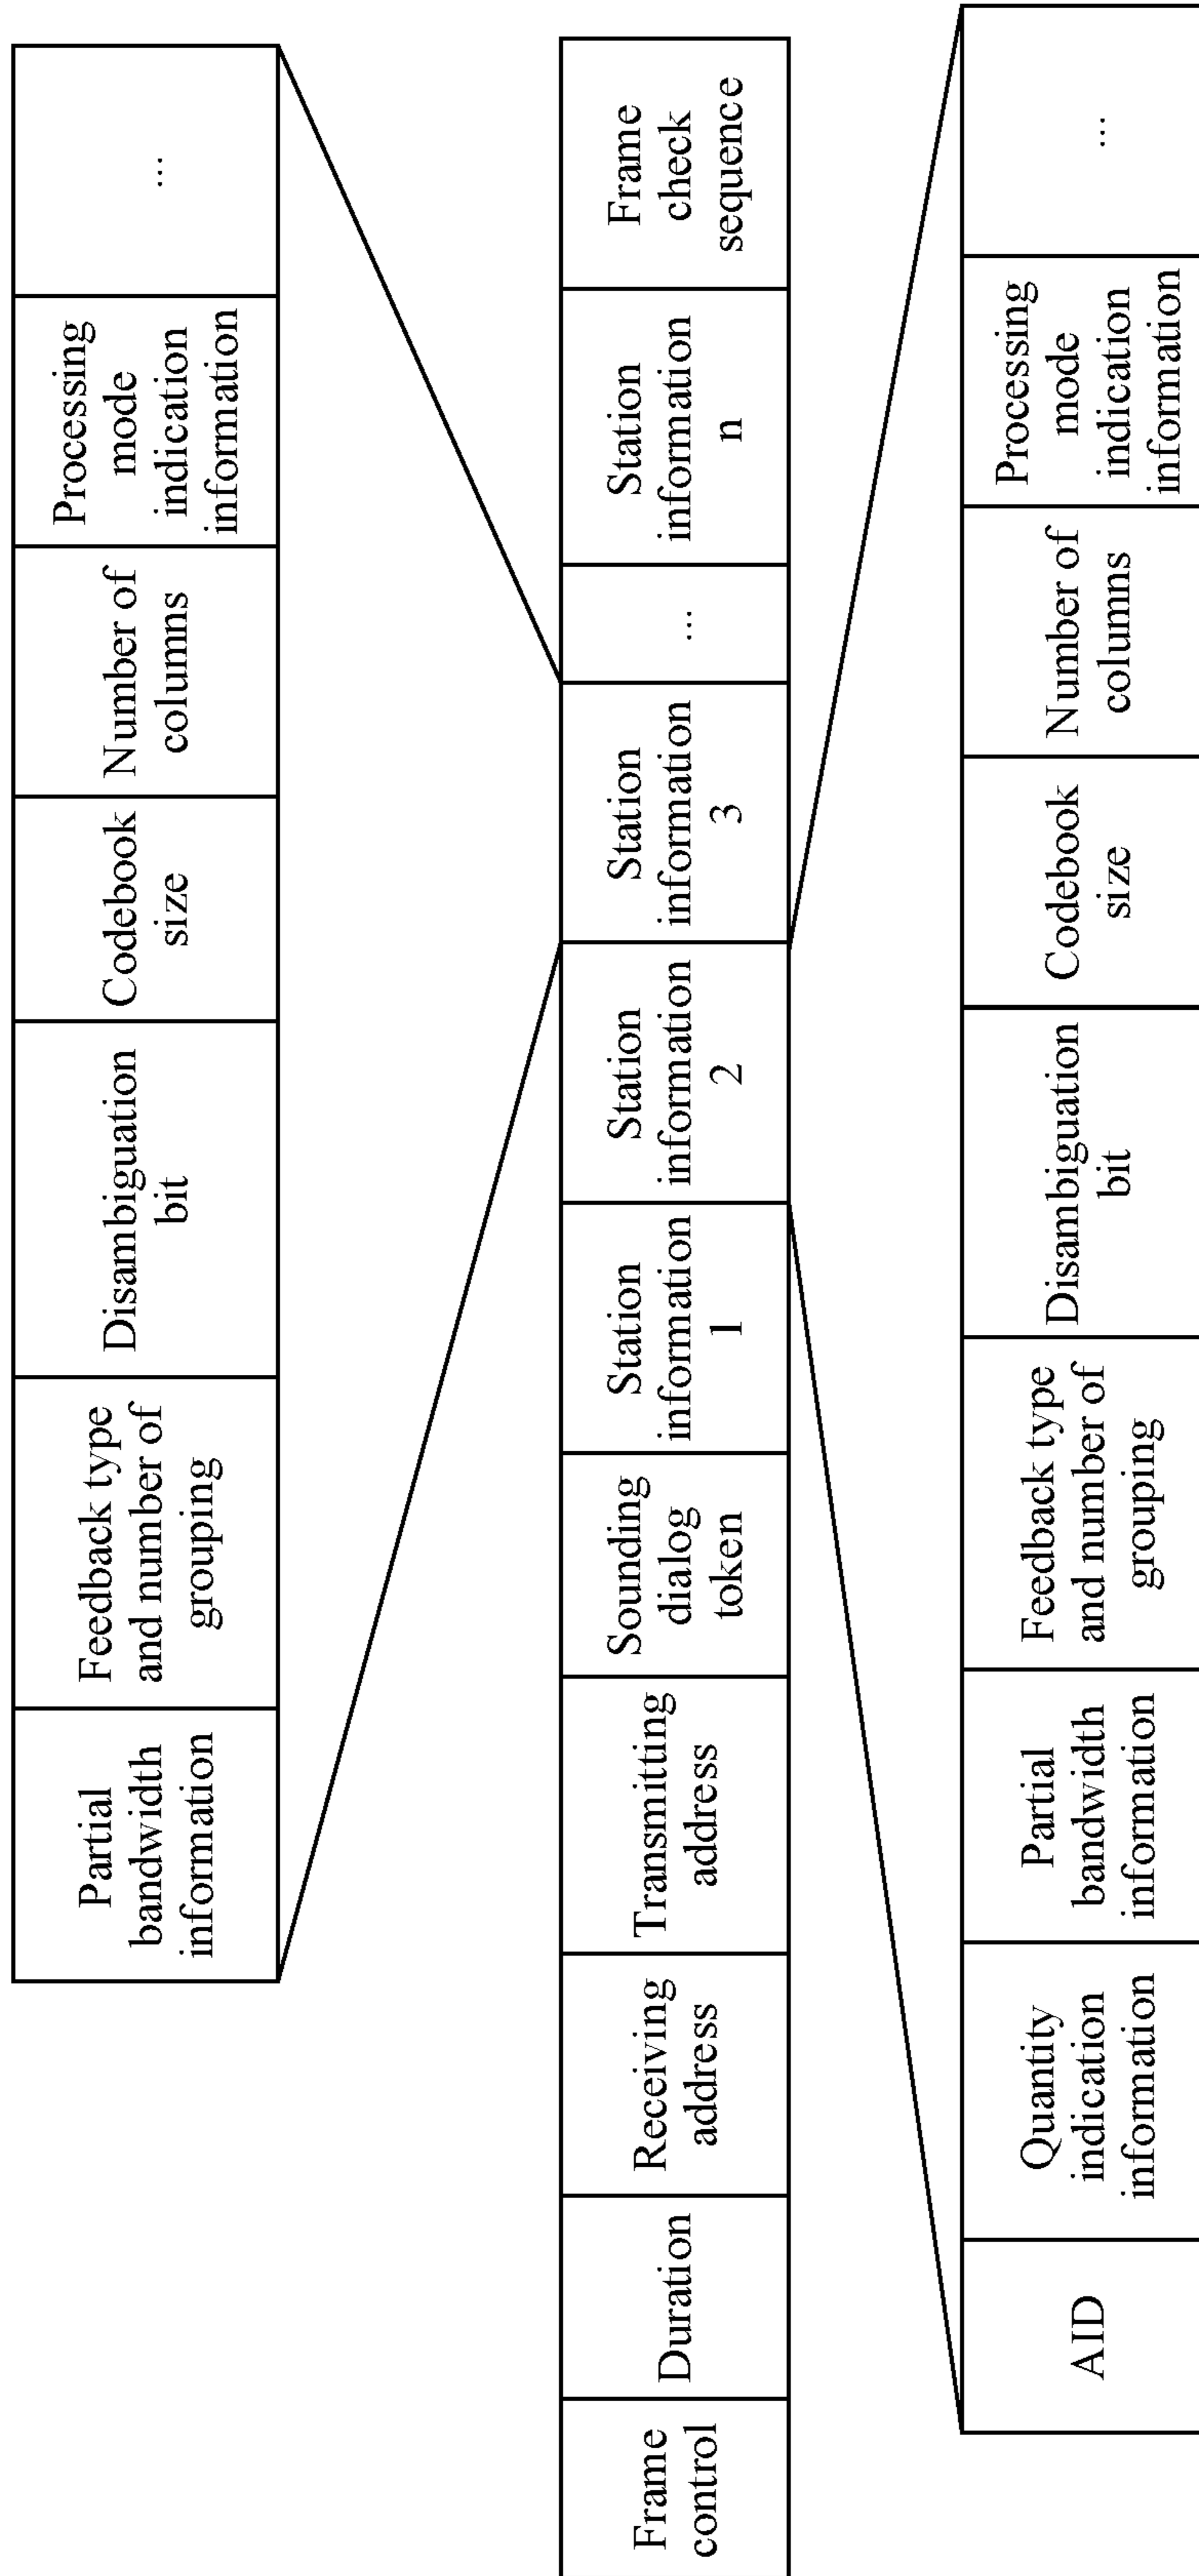 Partial
bandwidth
information
Feedback type
and number of
grouping
Disambiguation
bit
Codebook
size
Number of
columns
Processing
mode
indication
information
...
Frame
control
Duration
Receiving
address
Transmitting
address
Sounding
dialog
token
Station
information
1
Station
information
2
Station
information
3
...
Station
information
n
Frame
check
sequence
AID
Quantity
indication
information
Partial
bandwidth
information
Feedback type
and number of
grouping
Disambiguation
bit
Codebook
size
Number of
columns
Processing
mode
indication
information
...